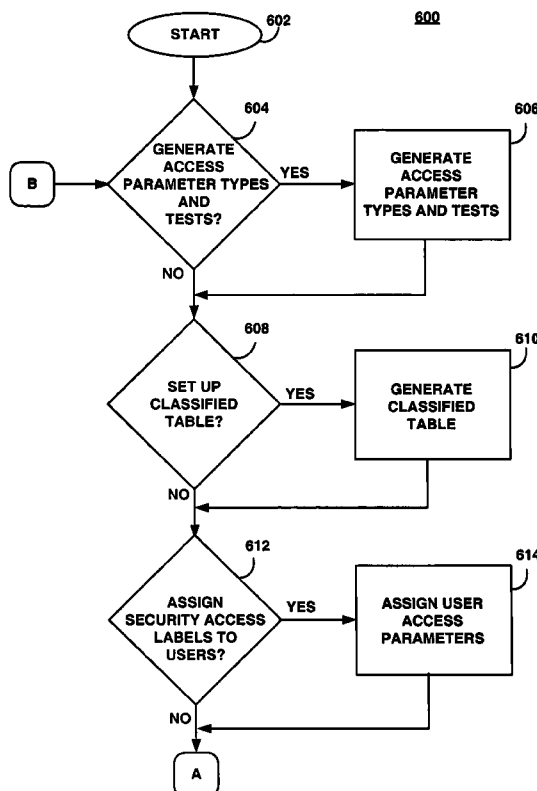 START
602
600
604
GENERATE
ACCESS
PARAMETER TYPES
AND
TESTS?
YES
606
GENERATE
ACCESS
PARAMETER
TYPES AND TESTS
B
NO
608
SET UP
CLASSIFIED
TABLE?
YES
610
GENERATE
CLASSIFIED
TABLE
NO
612
ASSIGN
SECURITY ACCESS
LABELS TO
USERS?
YES
614
ASSIGN USER
ACCESS
PARAMETERS
NO
A